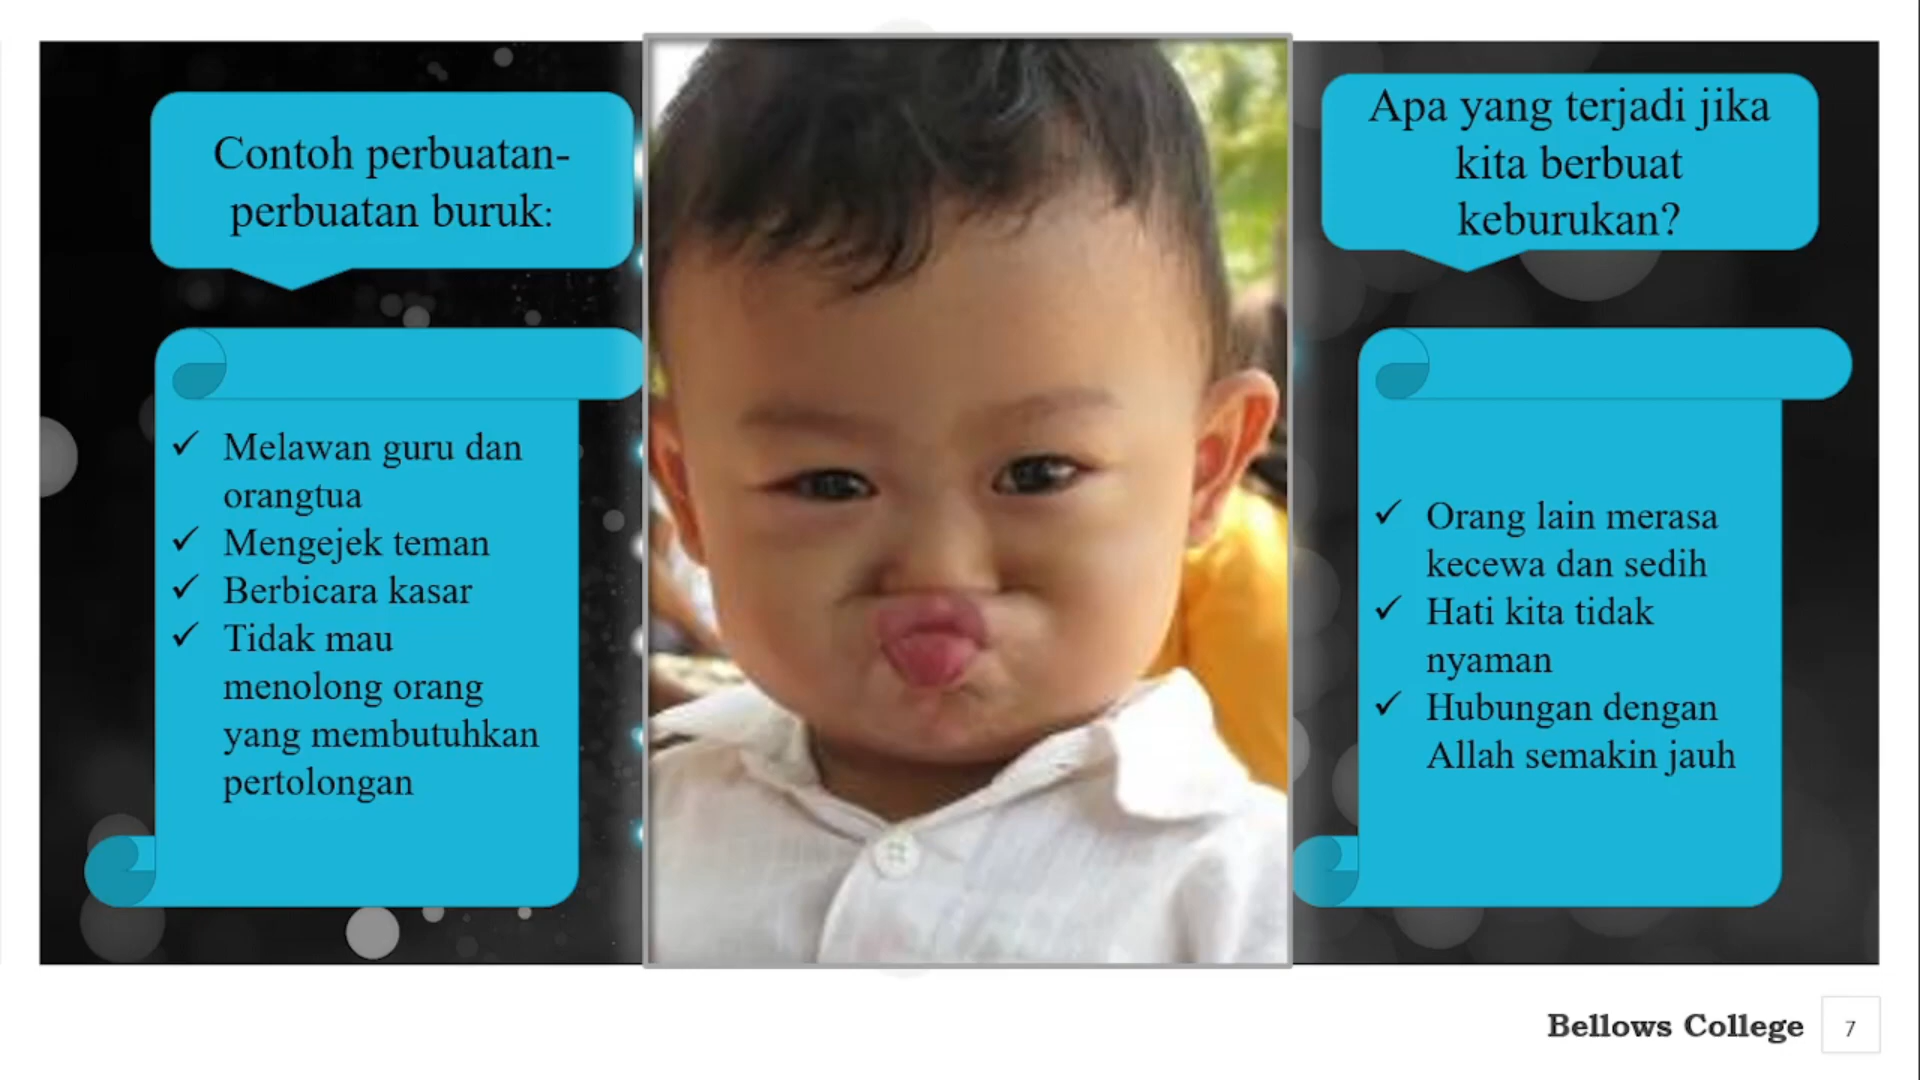 Contoh perbuatan-
perbuatan buruk:
✓ Melawan guru dan
orangtua
✓ Mengejek teman
✓ Berbicara kasar
✓ Tidak mau
menolong orang
yang membutuhkan
pertolongan
Apa yang terjadi jika
kita berbuat
keburukan?
✓ Orang lain merasa
kecewa dan sedih
✓ Hati kita tidak
nyaman
✓ Hubungan dengan
Allah semakin jauh
Bellows College
7